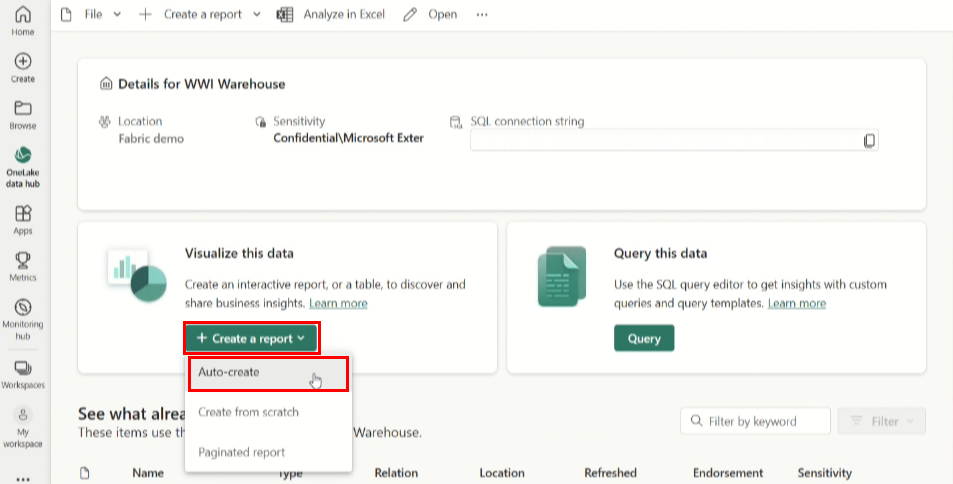 File
Create a report
Analyze in Excel
Open
...
Home
Create
Browse
OneLake
data hub
Apps
Metrics
Monitoring
hub
Workspaces
My
workspace
...
Details for WWI Warehouse
Location
Fabric demo
Sensitivity
Confidential\Microsoft Exter
SQL connection string
Visualize this data
Create an interactive report, or a table, to discover and
share business insights. Learn more
+ Create a report
Auto-create
Create from scratch
Paginated report
Query this data
Use the SQL query editor to get insights with custom
queries and query templates. Learn more
Query
See what alrea
These items use th
Warehouse.
Filter by keyword
Filter
Name
Type
Relation
Location
Refreshed
Endorsement
Sensitivity